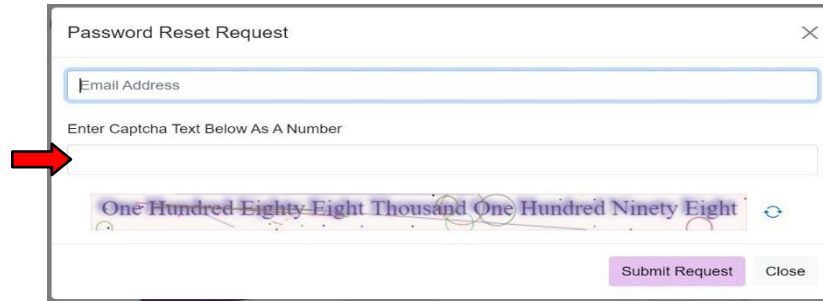 Password Reset Request
Email Address
Enter Captcha Text Below As A Number
One Hundred Eighty Eight Thousand One Hundred Ninety Eight
Submit Request Close